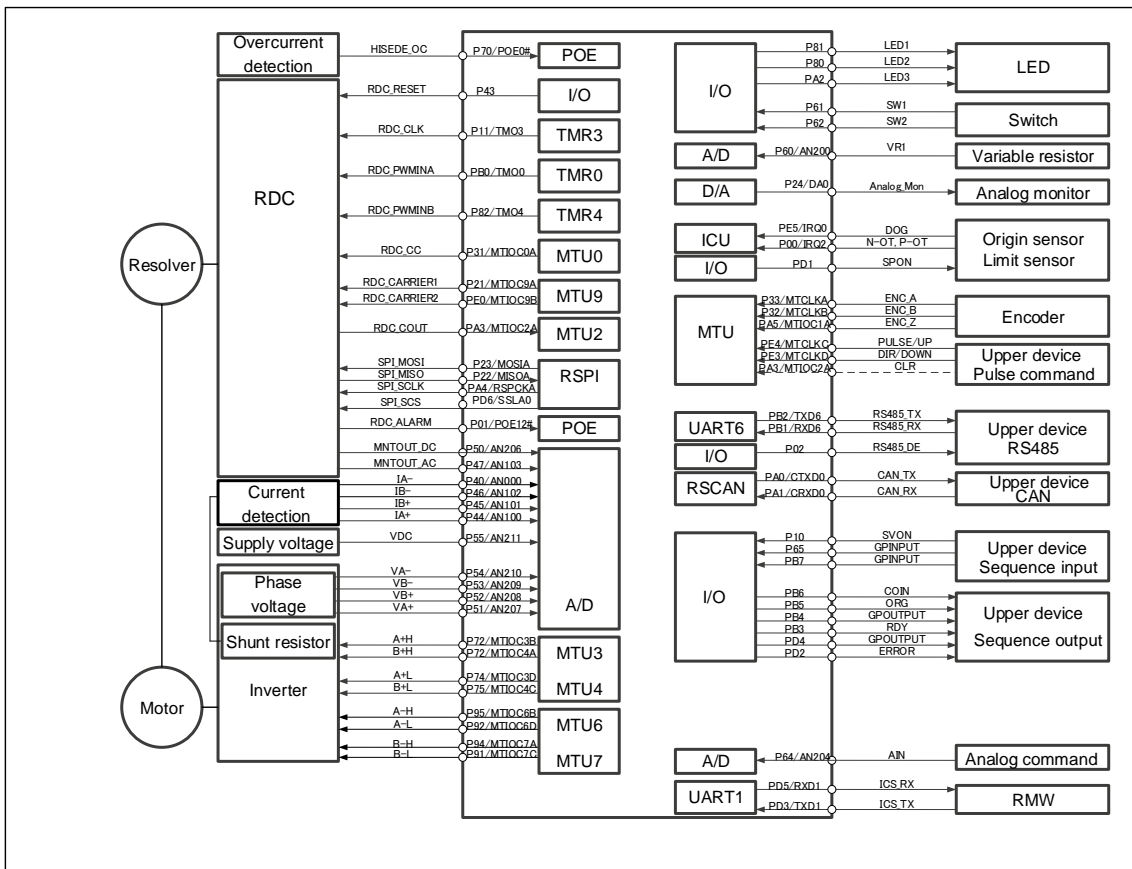 Overcurrent
detection
HISEDE_OC
P70/POE0#
POE
RDC
RDC_RESET
P43
I/O
RDC_CLK
P11/TMO3
TMR3
RDC_PWMINA
PB0/TMO0
TMR0
RDC_PWMINB
P82/TMO4
TMR4
RDC_CC
P31/MTIOC0A
MTU0
RDC_CARRIER1
P21/MTIOC9A
RDC_CARRIER2
PE0/MTIOC9B
MTU9
RDC_COUT
PA3/MTIOC2A
MTU2
SPI_MOSI
P23/MOSIA
SPI_MISO
P22/MISOA
SPI_SCLK
PA4/RSPCKA
SPI_SCS
PD6/SSLA0
RSPI
RDC_ALARM
P01/POE12#
POE
MNTOUT_DC
P50/AN206
MNTOUT_AC
P47/AN103
Resolver
Current
detection
IA-
P40/AN000
IB-
P46/AN102
IB+
P45/AN101
IA+
P44/AN100
Supply voltage
VDC
P55/AN211
Phase
voltage
VA-
P54/AN210
VB-
P53/AN209
VB+
P52/AN208
VA+
P51/AN207
A/D
Shunt resistor
Inverter
Motor
A+H
P72/MTIOC3B
B+H
P72/MTIOC4A
MTU3
A+L
P74/MTIOC3D
B+L
P75/MTIOC4C
MTU4
A-H
P95/MTIOC6B
A-L
P92/MTIOC6D
MTU6
B-H
P94/MTIOC7A
B-L
P91/MTIOC7C
MTU7
I/O
P81
LED1
P80
LED2
PA2
LED3
LED
P61
SW1
P62
SW2
Switch
A/D
P60/AN200
VR1
Variable resistor
D/A
P24/DA0
Analog_Mon
Analog monitor
ICU
PE5/IRQ0
DOG
P00/IRQ2
N-OT, P-OT
I/O
PD1
SPON
Origin sensor
Limit sensor
MTU
P33/MTCLKA
ENC_A
P32/MTCLKB
ENC_B
PA5/MTIOC1A
ENC_Z
Encoder
PE4/MTCLKC
PULSE/UP
PE3/MTCLKD
DIR/DOWN
PA3/MTIOC2A
CLR
Upper device
Pulse command
UART6
PB2/TXD6
RS485_TX
PB1/RXD6
RS485_RX
I/O
P02
RS485_DE
Upper device
RS485
RSCAN
PA0/CTXD0
CAN_TX
PA1/CRXD0
CAN_RX
Upper device
CAN
I/O
P10
SVON
P65
GPINPUT
PB7
GPINPUT
Upper device
Sequence input
PB6
COIN
PB5
ORG
PB4
GPOUTPUT
PB3
RDY
PD4
GPOUTPUT
PD2
ERROR
Upper device
Sequence output
A/D
P64/AN204
AIN
Analog command
UART1
PD5/RXD1
ICS_RX
PD3/TXD1
ICS_TX
RMW